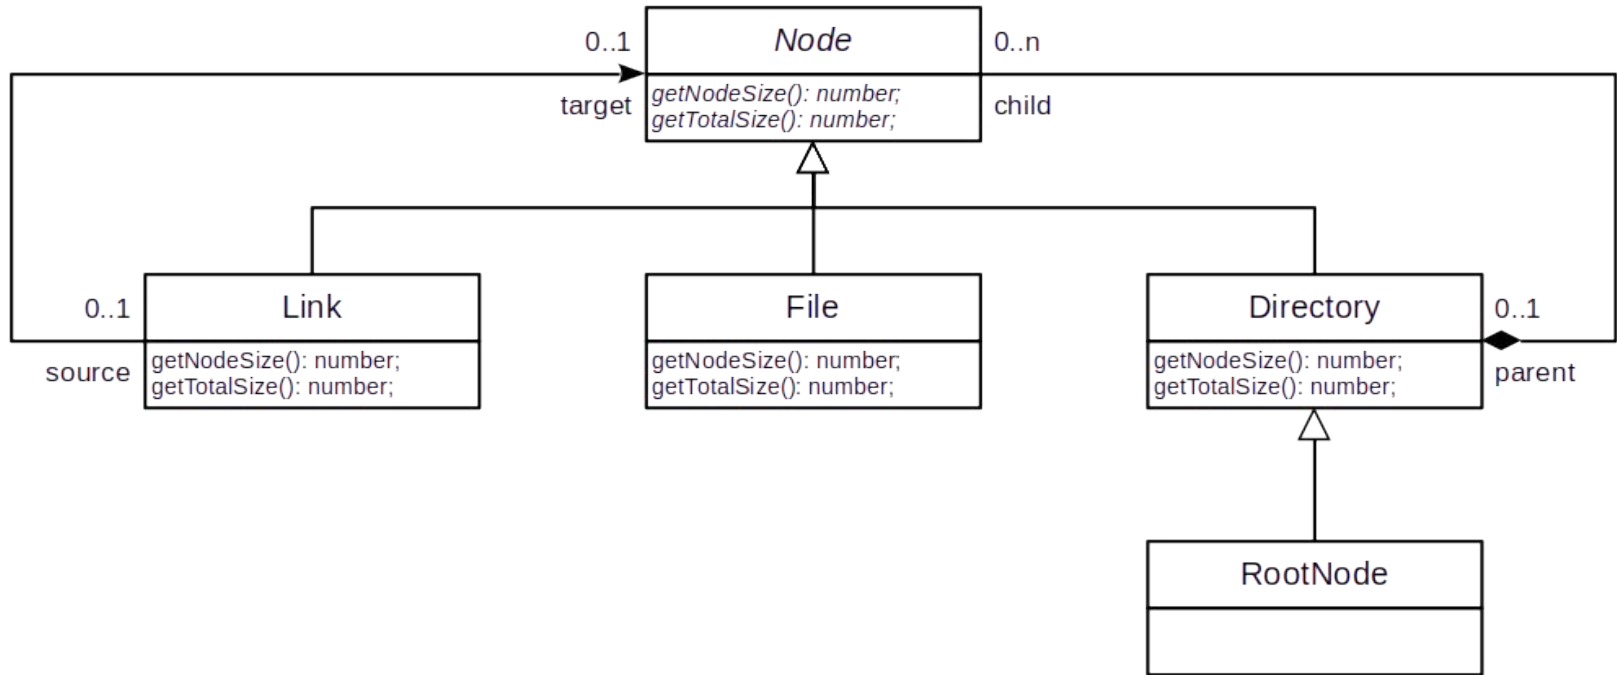 0..1
Node
0..n
target
getNodeSize(): number;
getTotalSize(): number;
child
0..1
source
Link
getNodeSize(): number;
getTotalSize(): number;
File
getNodeSize(): number;
getTotalSize(): number;
Directory
getNodeSize(): number;
getTotalSize(): number;
0..1
parent
RootNode